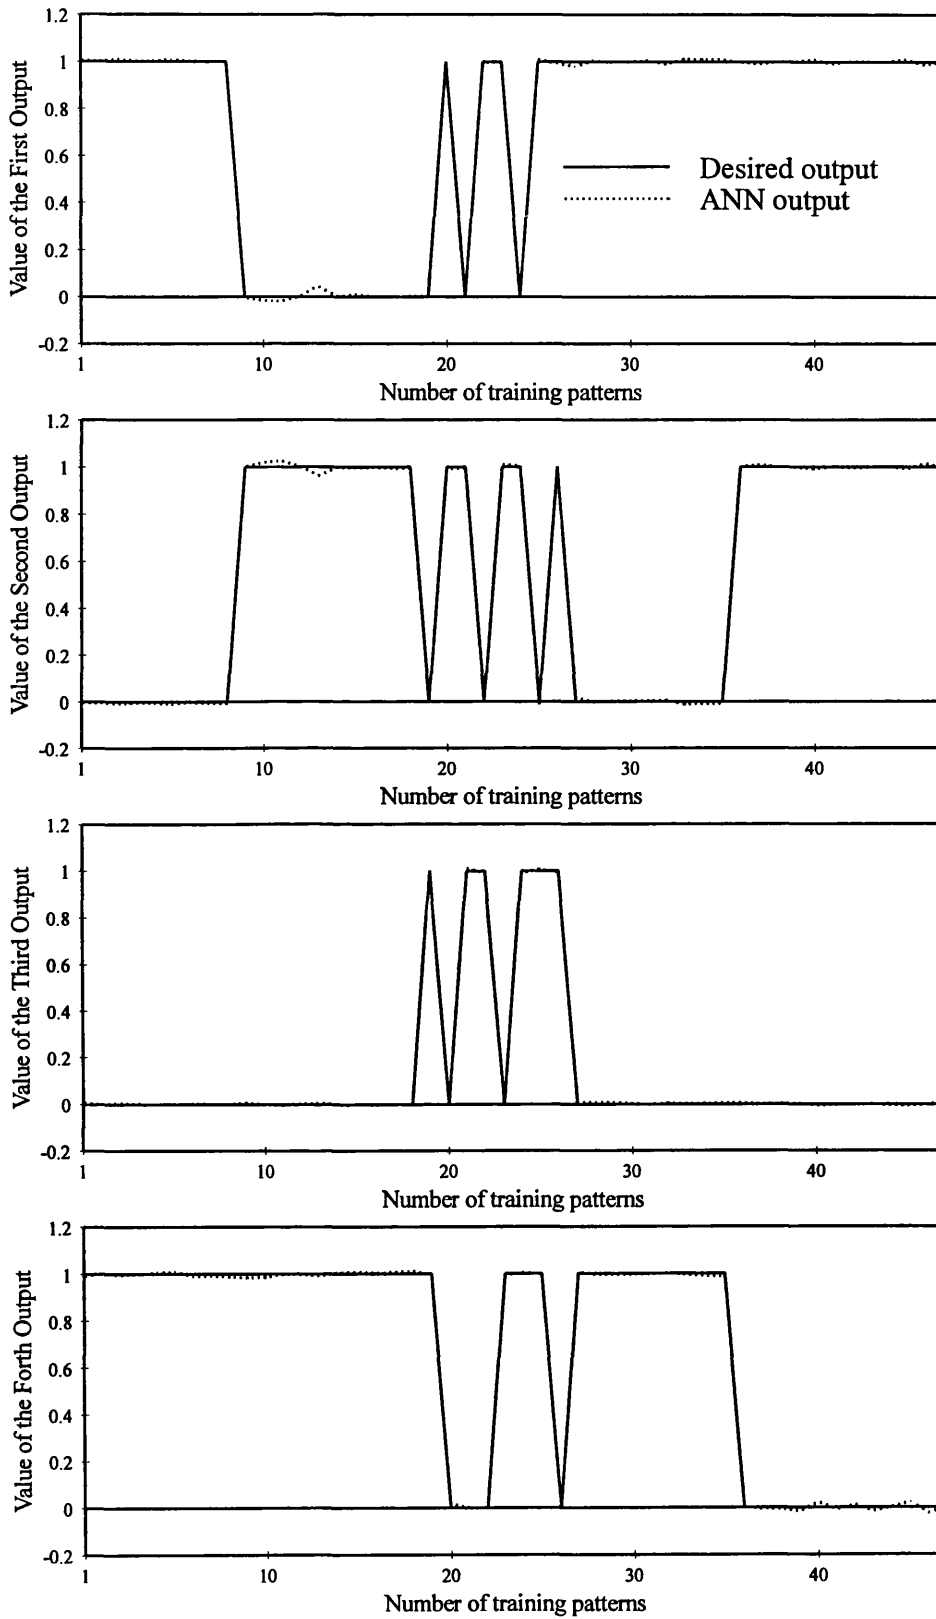 1.2
1
0.8
0.6
0.4
0.2
0
-0.2
Value of the First Output
Desired output
ANN output
1 10 20 30 40
Number of training patterns
1.2
1
0.8
0.6
0.4
0.2
0
-0.2
Value of the Second Output
1 10 20 30 40
Number of training patterns
1.2
1
0.8
0.6
0.4
0.2
0
-0.2
Value of the Third Output
1 10 20 30 40
Number of training patterns
1.2
1
0.8
0.6
0.4
0.2
0
-0.2
Value of the Forth Output
1 10 20 30 40
Number of training patterns